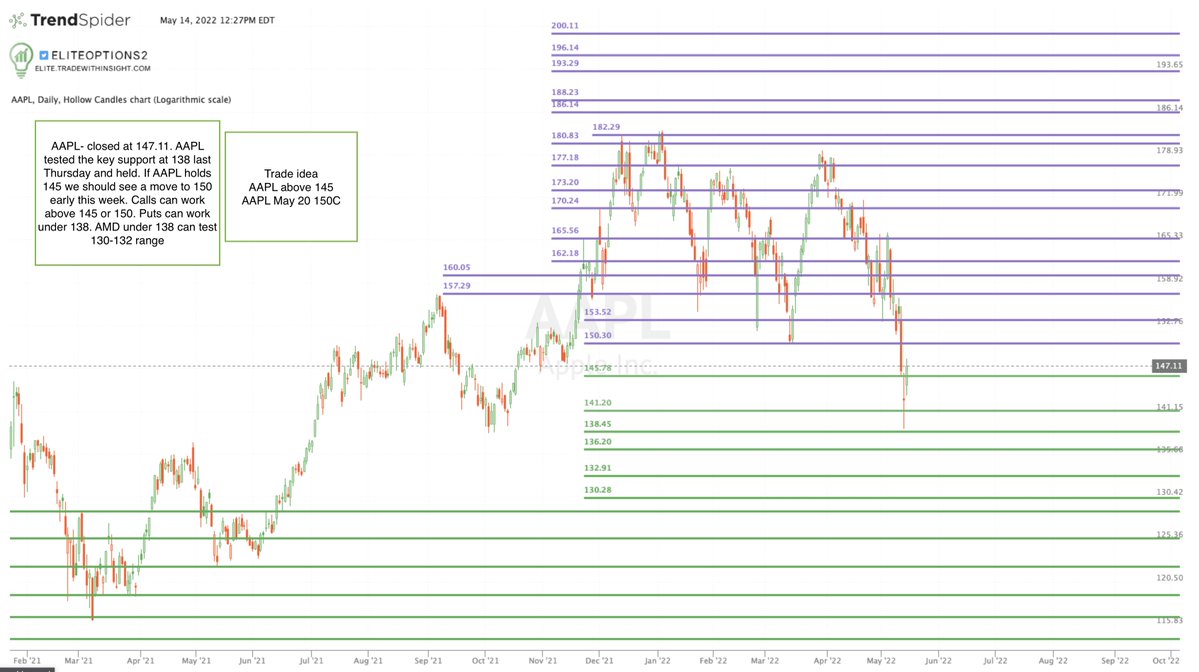 TrendSpider
May 14, 2022 12:27PM EDT
ELITEOPTIONS2
ELITE.TRADEWITHINSIGHT.COM
AAPL, Daily, Hollow Candles chart (Logarithmic scale)
AAPL- closed at 147.11. AAPL
tested the key support at 138 last
Thursday and held. If AAPL holds
145 we should see a move to 150
early this week. Calls can work
above 145 or 150. Puts can work
under 138. AMD under 138 can test
130-132 range
Trade idea
AAPL above 145
AAPL May 20 150C
200.11
196.14
193.29
188.23
186.14
182.29
180.83
177.18
173.20
170.24
165.56
162.18
160.05
157.29
153.52
150.30
145.78
141.20
138.45
136.20
132.91
130.28
AAPL
Apple Inc.
193.65
186.14
178.93
171.99
165.33
158.92
152.76
147.11
141.15
135.68
130.42
125.36
120.50
115.83
Feb '21
Mar '21
Apr '21
May '21
Jun '21
Jul '21
Aug '21
Sep '21
Oct '21
Nov '21
Dec '21
Jan '22
Feb '22
Mar '22
Apr '22
May '22
Jun '22
Jul '22
Aug '22
Sep '22
Oct '22